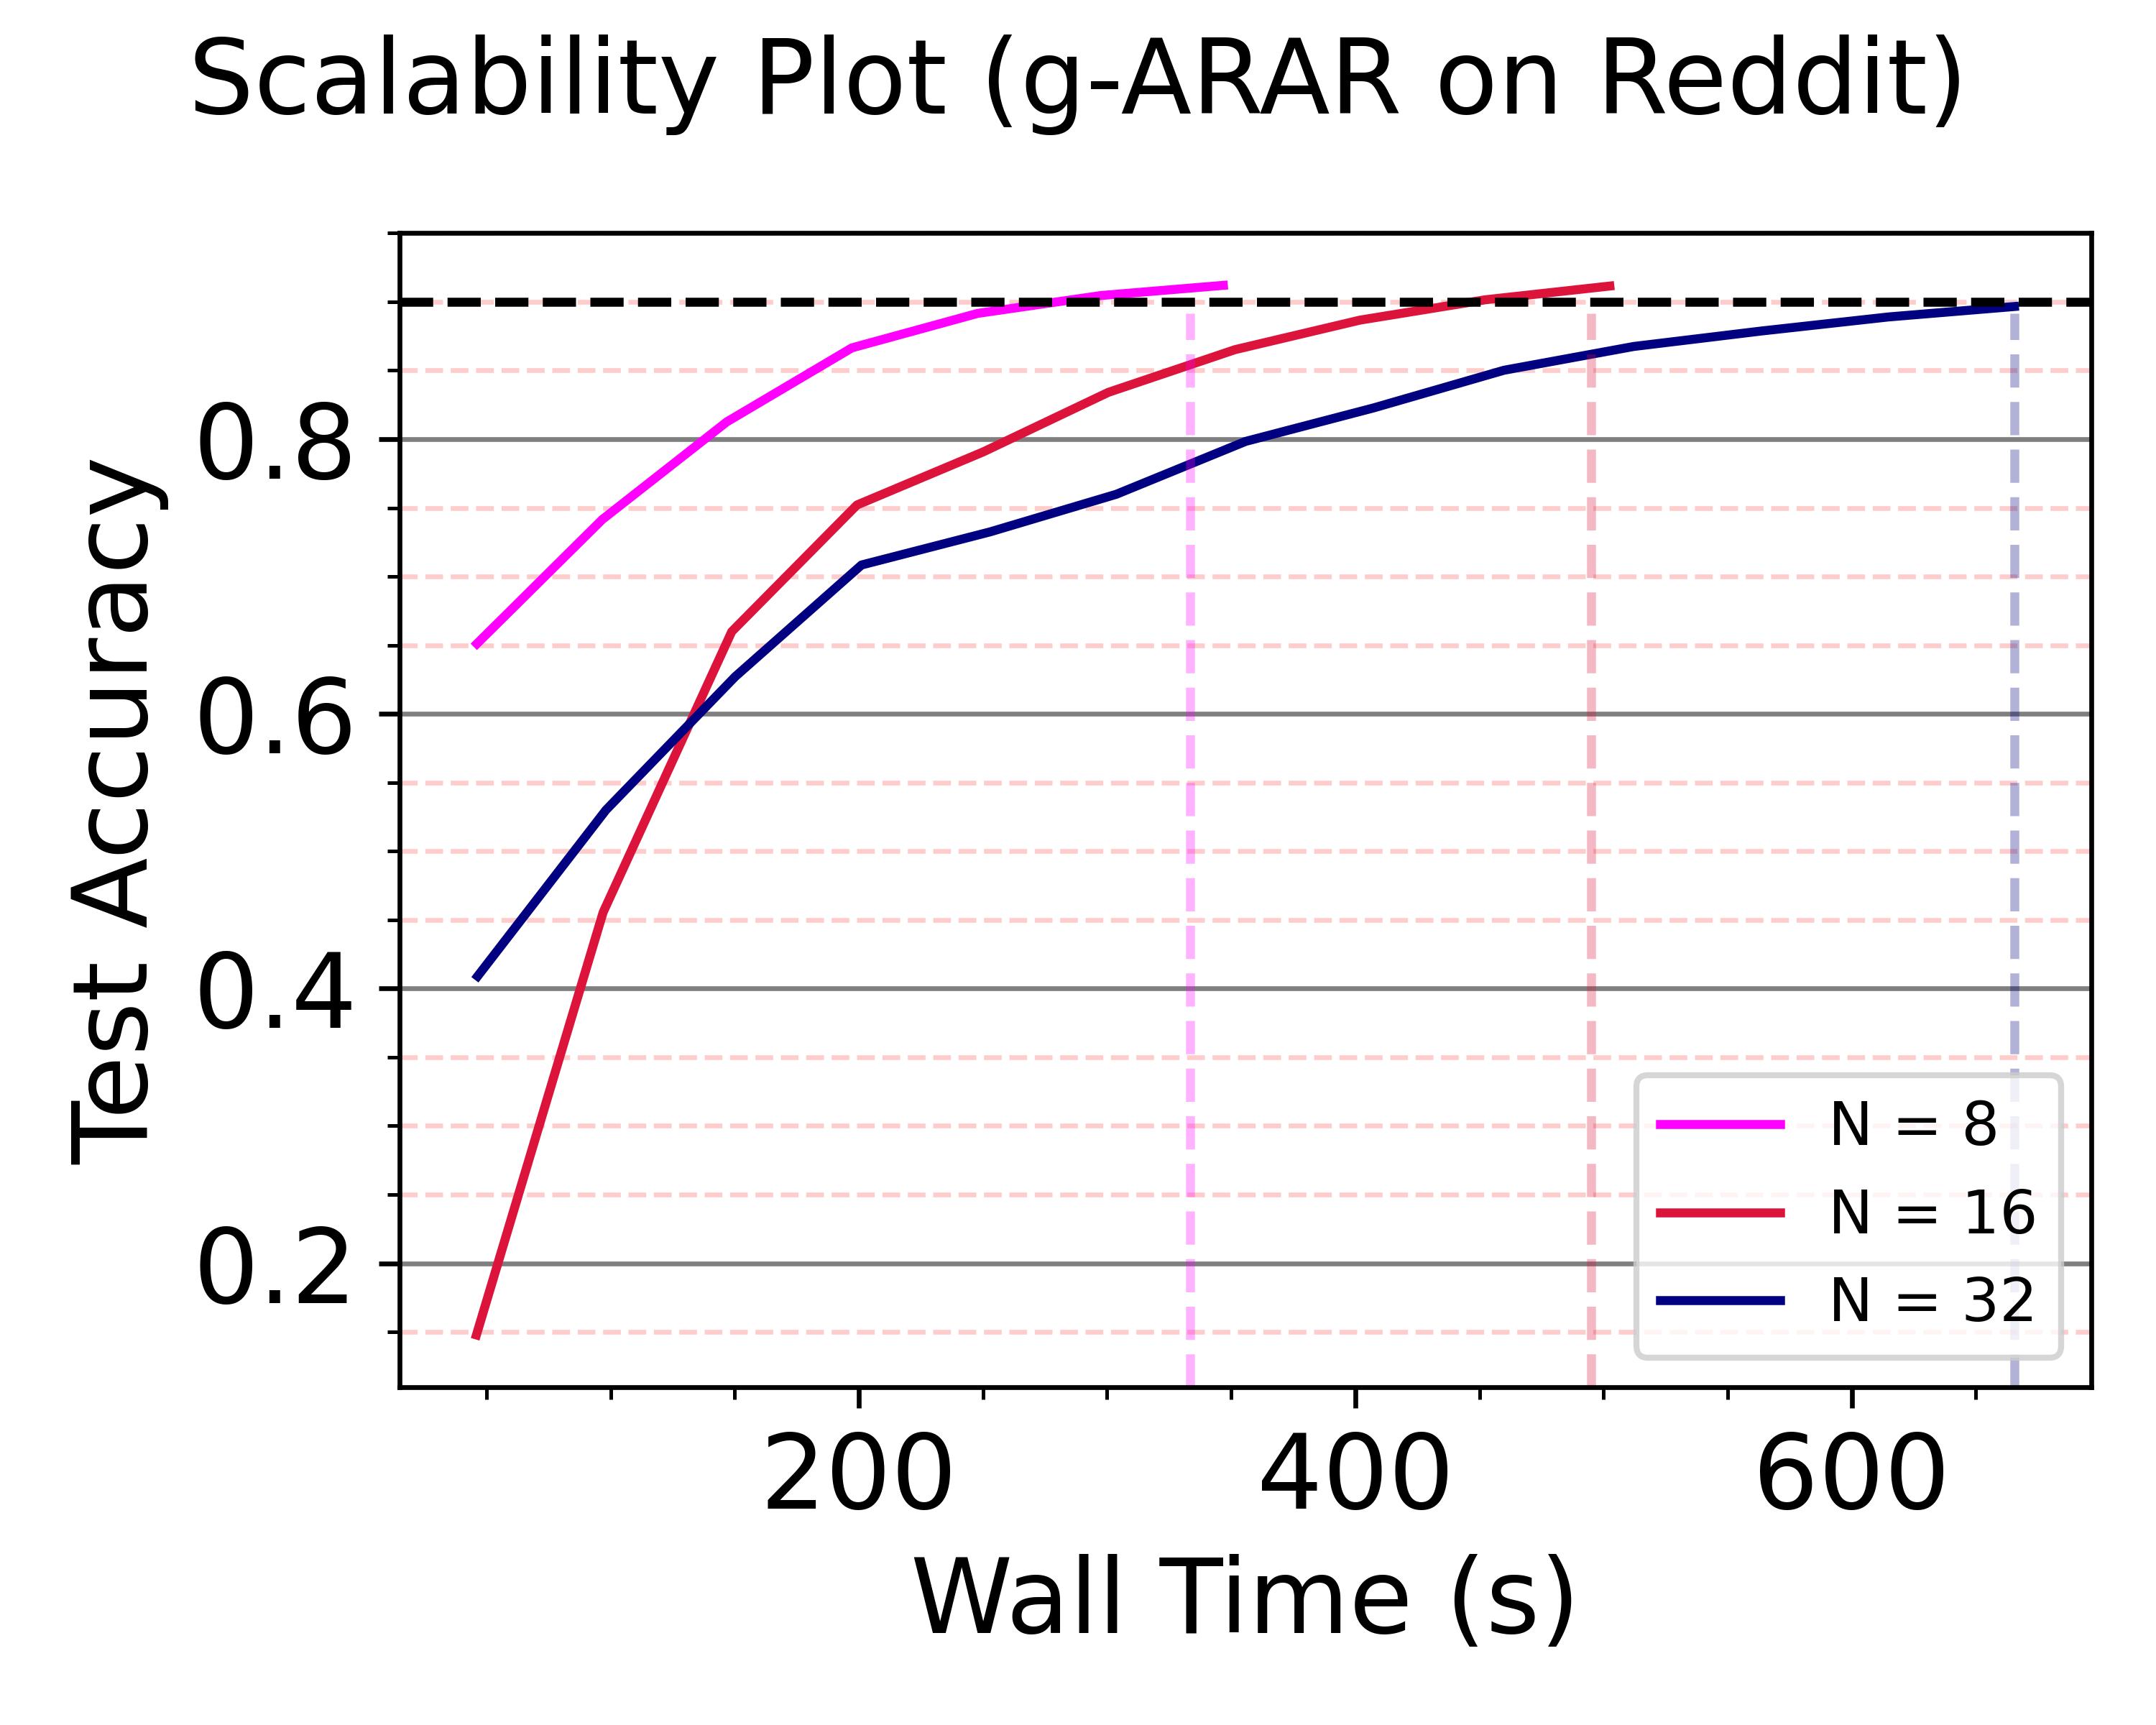 Scalability Plot (g-ARAR on Reddit)
Test Accuracy
0.8
0.6
0.4
0.2
N = 8
N = 16
N = 32
200 400 600
Wall Time (s)